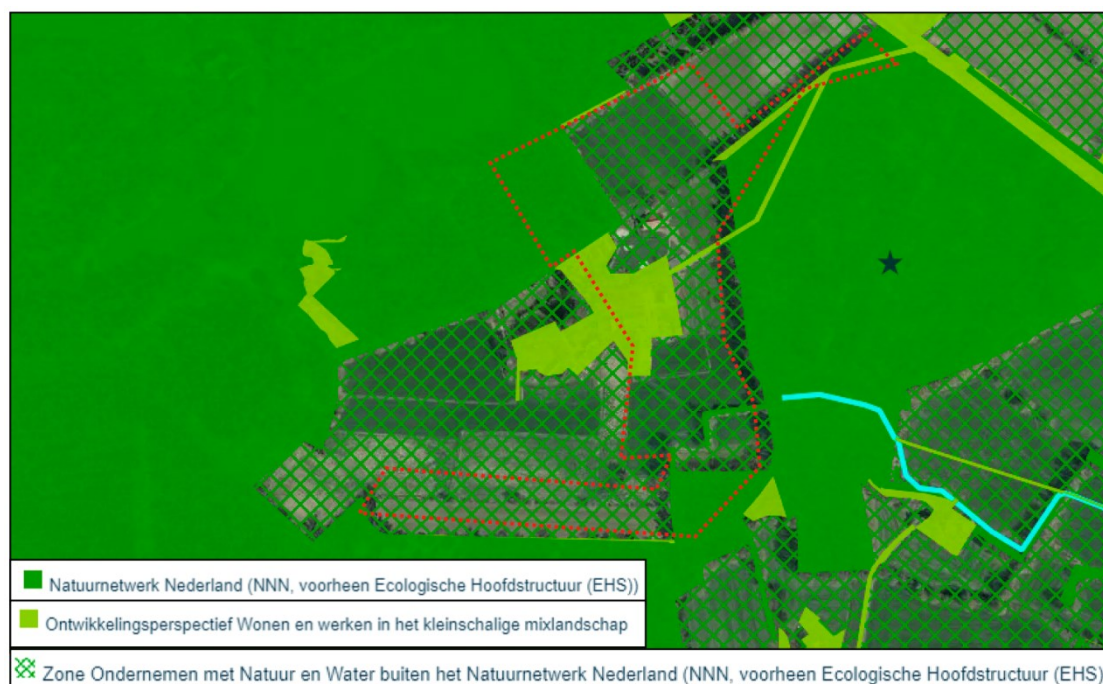 Natuurnetwerk Nederland (NNN, voorheen Ecologische Hoofdstructuur (EHS))
Ontwikkelingsperspectief Wonen en werken in het kleinschalige mixlandschap
Zone Ondernemen met Natuur en Water buiten het Natuurnetwerk Nederland (NNN, voorheen Ecologische Hoofdstructuur (EHS)